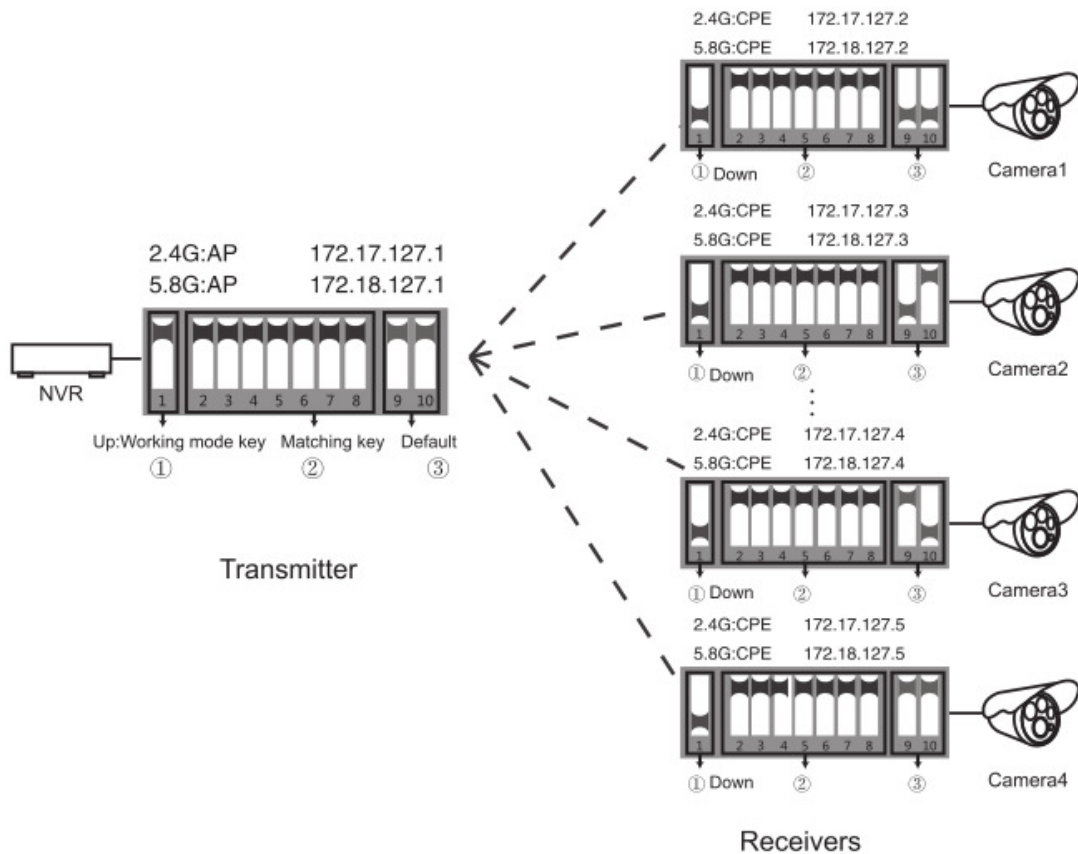 2.4G:AP 172.17.127.1
5.8G:AP 172.18.127.1
NVR
1 2 3 4 5 6 7 8 9 10
Up:Working mode key Matching key Default
① ② ③
Transmitter
2.4G:CPE 172.17.127.2
5.8G:CPE 172.18.127.2
1 2 3 4 5 6 7 8 9 10
① Down ② ③
Camera1
2.4G:CPE 172.17.127.3
5.8G:CPE 172.18.127.3
1 2 3 4 5 6 7 8 9 10
① Down ② ③
Camera2
2.4G:CPE 172.17.127.4
5.8G:CPE 172.18.127.4
1 2 3 4 5 6 7 8 9 10
① Down ② ③
Camera3
2.4G:CPE 172.17.127.5
5.8G:CPE 172.18.127.5
1 2 3 4 5 6 7 8 9 10
① Down ② ③
Camera4
Receivers